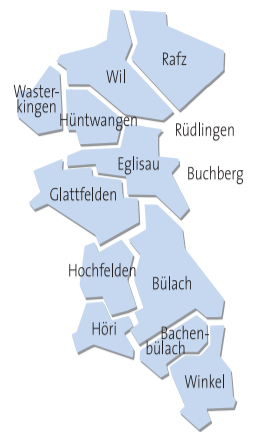 Rafz
Wil
Waster-
kingen
Hüntwangen
Rüdlingen
Eglisau
Buchberg
Glattfelden
Hochfelden
Bülach
Höri
Bachen-
bülach
Winkel